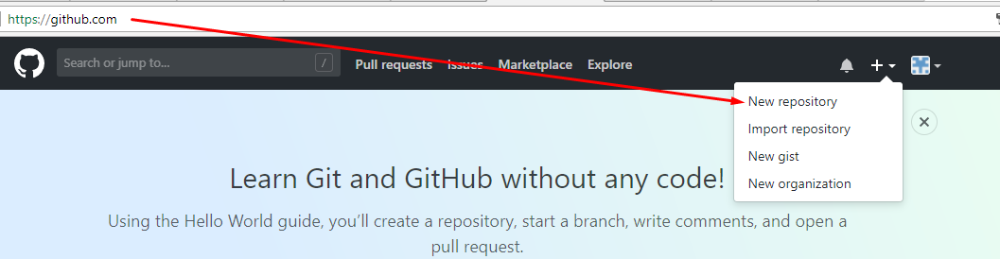 https://github.com
Search or jump to... /
Pull requests Issues Marketplace Explore
New repository
Import repository
New gist
New organization
Learn Git and GitHub without any code!
Using the Hello World guide, you'll create a repository, start a branch, write comments, and open a
pull request.